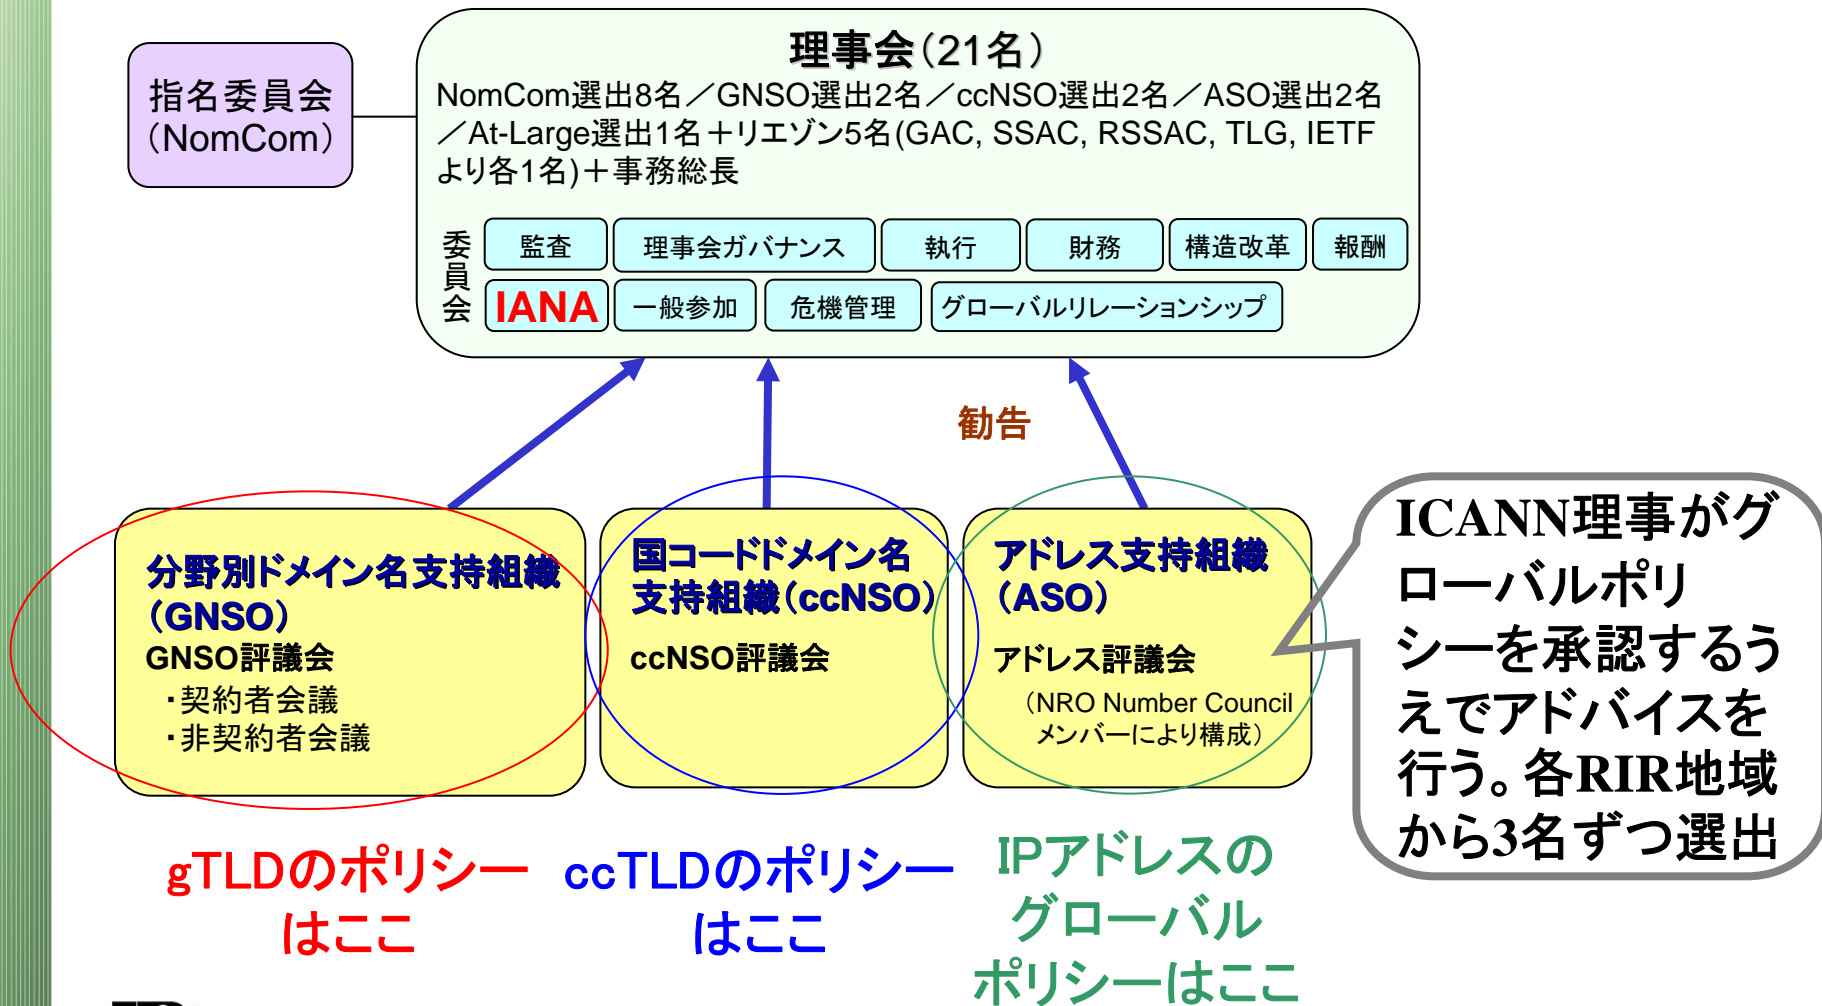 指名委員会
（NomCom）
理事会（21名）
NomCom選出8名／GNSO選出2名／ccNSO選出2名／ASO選出2名
／At-Large選出1名＋リエゾン5名(GAC, SSAC, RSSAC, TLG, IETF
より各1名)＋事務総長
委員会
監査
理事会ガバナンス
執行
財務
構造改革
報酬
IANA
一般参加
危機管理
グローバルリレーションシップ
勧告
分野別ドメイン名支持組織
（GNSO）
GNSO評議会
・契約者会議
・非契約者会議
国コードドメイン名
支持組織（ccNSO）
ccNSO評議会
アドレス支持組織
（ASO）
アドレス評議会
（NRO Number Council
メンバーにより構成）
ICANN理事がグ
ローバルポリ
シーを承認するう
えでアドバイスを
行う。各RIR地域
から3名ずつ選出
gTLDのポリシー
はここ
ccTLDのポリシー
はここ
IPアドレスの
グローバル
ポリシーはここ